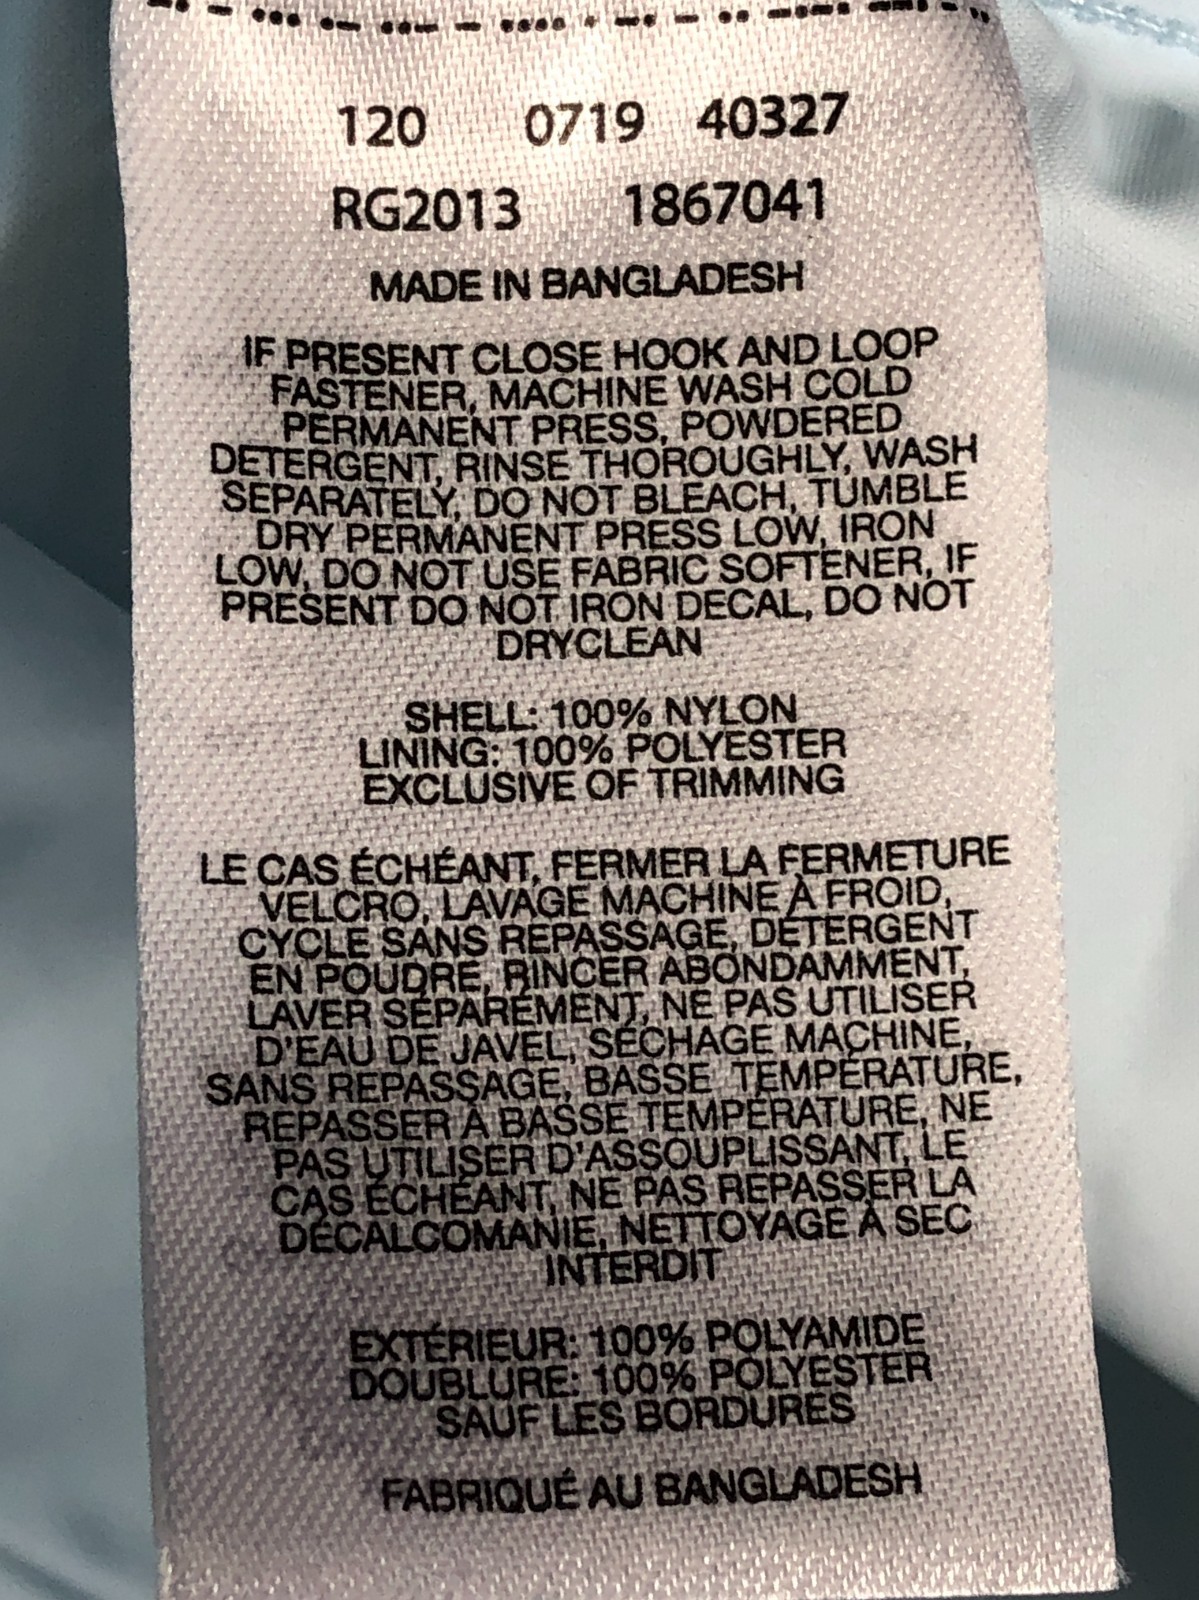 120 0719 40327
RG2013 1867041
MADE IN BANGLADESH
IF PRESENT CLOSE HOOK AND LOOP
FASTENER, MACHINE WASH COLD
PERMANENT PRESS, POWDERED
DETERGENT, RINSE THOROUGHLY, WASH
SEPARATELY, DO NOT BLEACH, TUMBLE
DRY PERMANENT PRESS LOW, IRON
LOW, DO NOT USE FABRIC SOFTENER, IF
PRESENT DO NOT IRON DECAL, DO NOT
DRYCLEAN
SHELL: 100% NYLON
LINING: 100% POLYESTER
EXCLUSIVE OF TRIMMING
LE CAS ÉCHÉANT, FERMER LA FERMETURE
VELCRO, LAVAGE MACHINE À FROID,
CYCLE SANS REPASSAGE, DÉTERGENT
EN POUDRE, RINCER ABONDAMMENT,
LAVER SÉPARÉMENT, NE PAS UTILISER
D'EAU DE JAVEL, SÉCHAGE MACHINE,
SANS REPASSAGE, BASSE TEMPÉRATURE,
REPASSER À BASSE TEMPÉRATURE, NE
PAS UTILISER D'ASSOUPLISSANT, LE
CAS ÉCHÉANT, NE PAS REPASSER LA
DÉCALCOMANIE, NETTOYAGE À SEC
INTERDIT
EXTÉRIEUR: 100% POLYAMIDE
DOUBLURE: 100% POLYESTER
SAUF LES BORDURES
FABRIQUÉ AU BANGLADESH